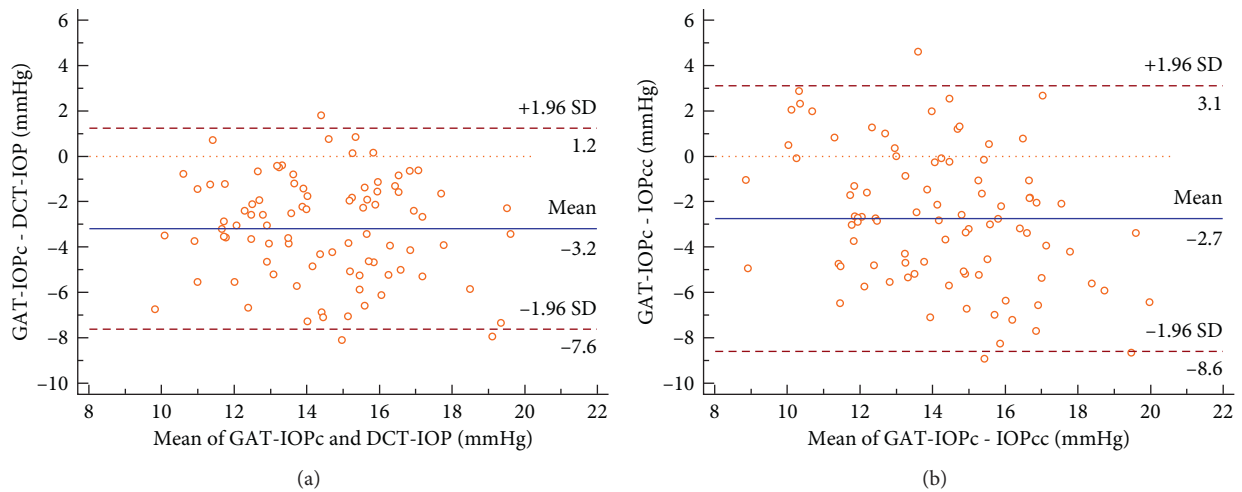 6
4
2
0
−2
−4
−6
−8
−10
GAT-IOPc - DCT-IOP (mmHg)
+1.96 SD
1.2
Mean
−3.2
−1.96 SD
−7.6
8 10 12 14 16 18 20 22
Mean of GAT-IOPc and DCT-IOP (mmHg)
(a)
6
4
2
0
−2
−4
−6
−8
−10
GAT-IOPc - IOPcc (mmHg)
+1.96 SD
3.1
Mean
−2.7
−1.96 SD
−8.6
8 10 12 14 16 18 20 22
Mean of GAT-IOPc - IOPcc (mmHg)
(b)